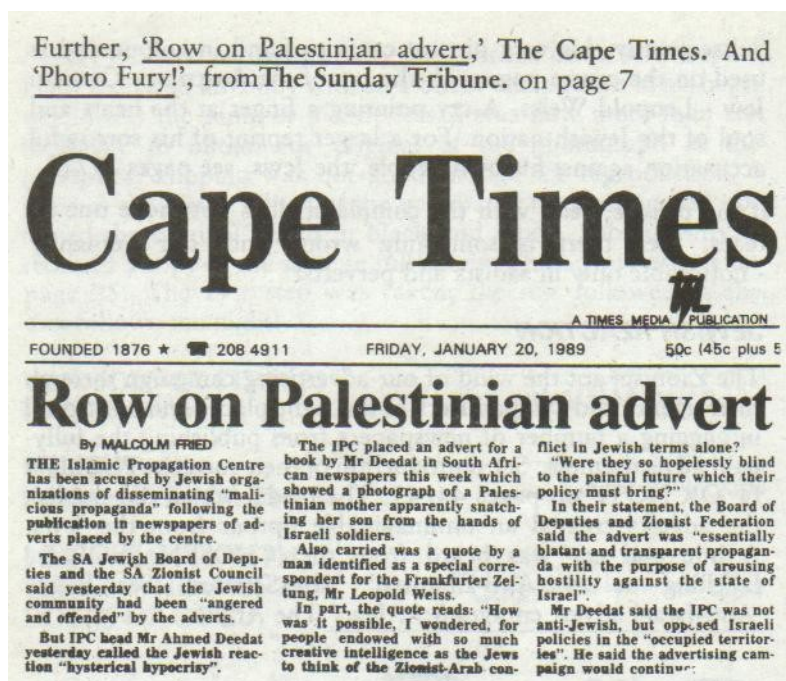 Further, 'Row on Palestinian advert,' The Cape Times. And
'Photo Fury!', fromThe Sunday Tribune. on page 7
Cape Times
A TIMES MEDIA PUBLICATION
FOUNDED 1876 ★ ☎ 208 4911 FRIDAY, JANUARY 20, 1989 50c (45c plus 5
Row on Palestinian advert
By MALCOLM FRIED
THE Islamic Propagation Centre
has been accused by Jewish orga-
nizations of disseminating "mali-
cious propaganda" following the
publication in newspapers of ad-
verts placed by the centre.
The SA Jewish Board of Depu-
ties and the SA Zionist Council
said yesterday that the Jewish
community had been "angered
and offended" by the adverts.
But IPC head Mr Ahmed Deedat
yesterday called the Jewish reac-
tion "hysterical hypocrisy".
The IPC placed an advert for a
book by Mr Deedat in South Afri-
can newspapers this week which
showed a photograph of a Pales-
tinian mother apparently snatch-
ing her son from the hands of
Israeli soldiers.
Also carried was a quote by a
man identified as a special corre-
spondent for the Frankfurter Zei-
tung, Mr Leopold Weiss.
In part, the quote reads: "How
was it possible, I wondered, for
people endowed with so much
creative intelligence as the Jews
to think of the Zionist-Arab con-
flict in Jewish terms alone?
"Were they so hopelessly blind
to the painful future which their
policy must bring?"
In their statement, the Board of
Deputies and Zionist Federation
said the advert was "essentially
blatant and transparent propagan-
da with the purpose of arousing
hostility against the state of
Israel".
Mr Deedat said the IPC was not
anti-Jewish, but opposed Israeli
policies in the "occupied territor-
ies". He said the advertising cam-
paign would continue.